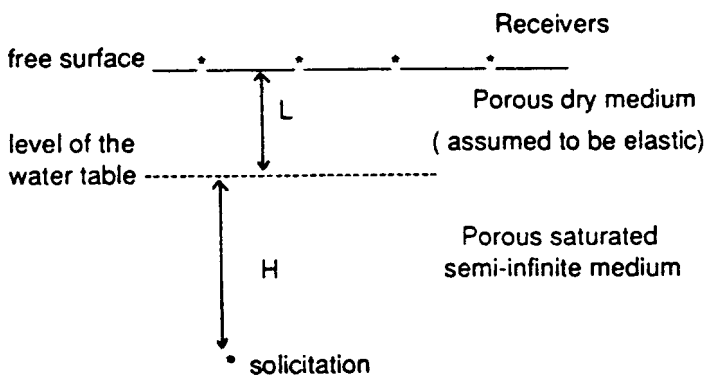 Receivers
free surface
L
Porous dry medium
( assumed to be elastic)
level of the
water table
Porous saturated
semi-infinite medium
H
solicitation